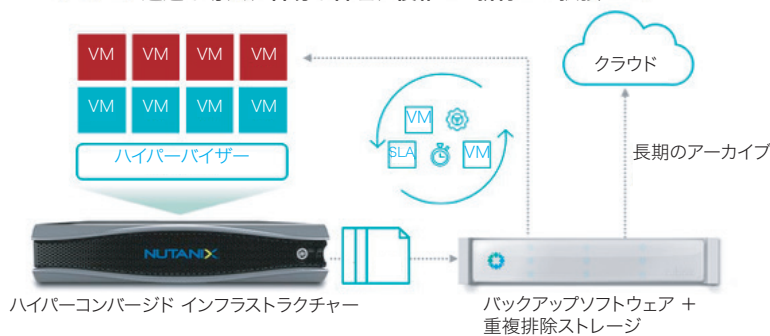 VM VM VM VM
VM VM VM VM
ハイパーバイザー
VM
SLA VM
クラウド
長期のアーカイブ
NUTANIX
ハイパーコンバージド インフラストラクチャー
バックアップソフトウェア +
重複排除ストレージ